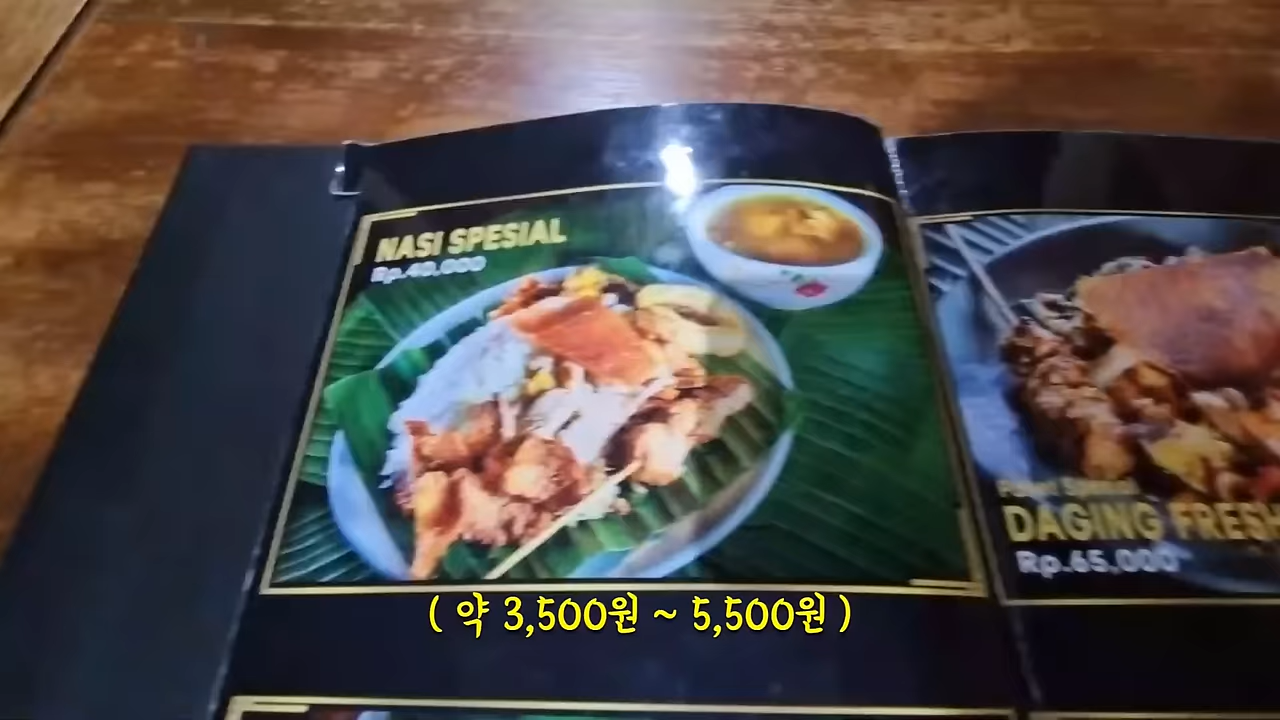 NASI SPESIAL
Rp.40.000
DAGING FRESH
Rp.65,000
( 약 3,500원 ~ 5,500원 )